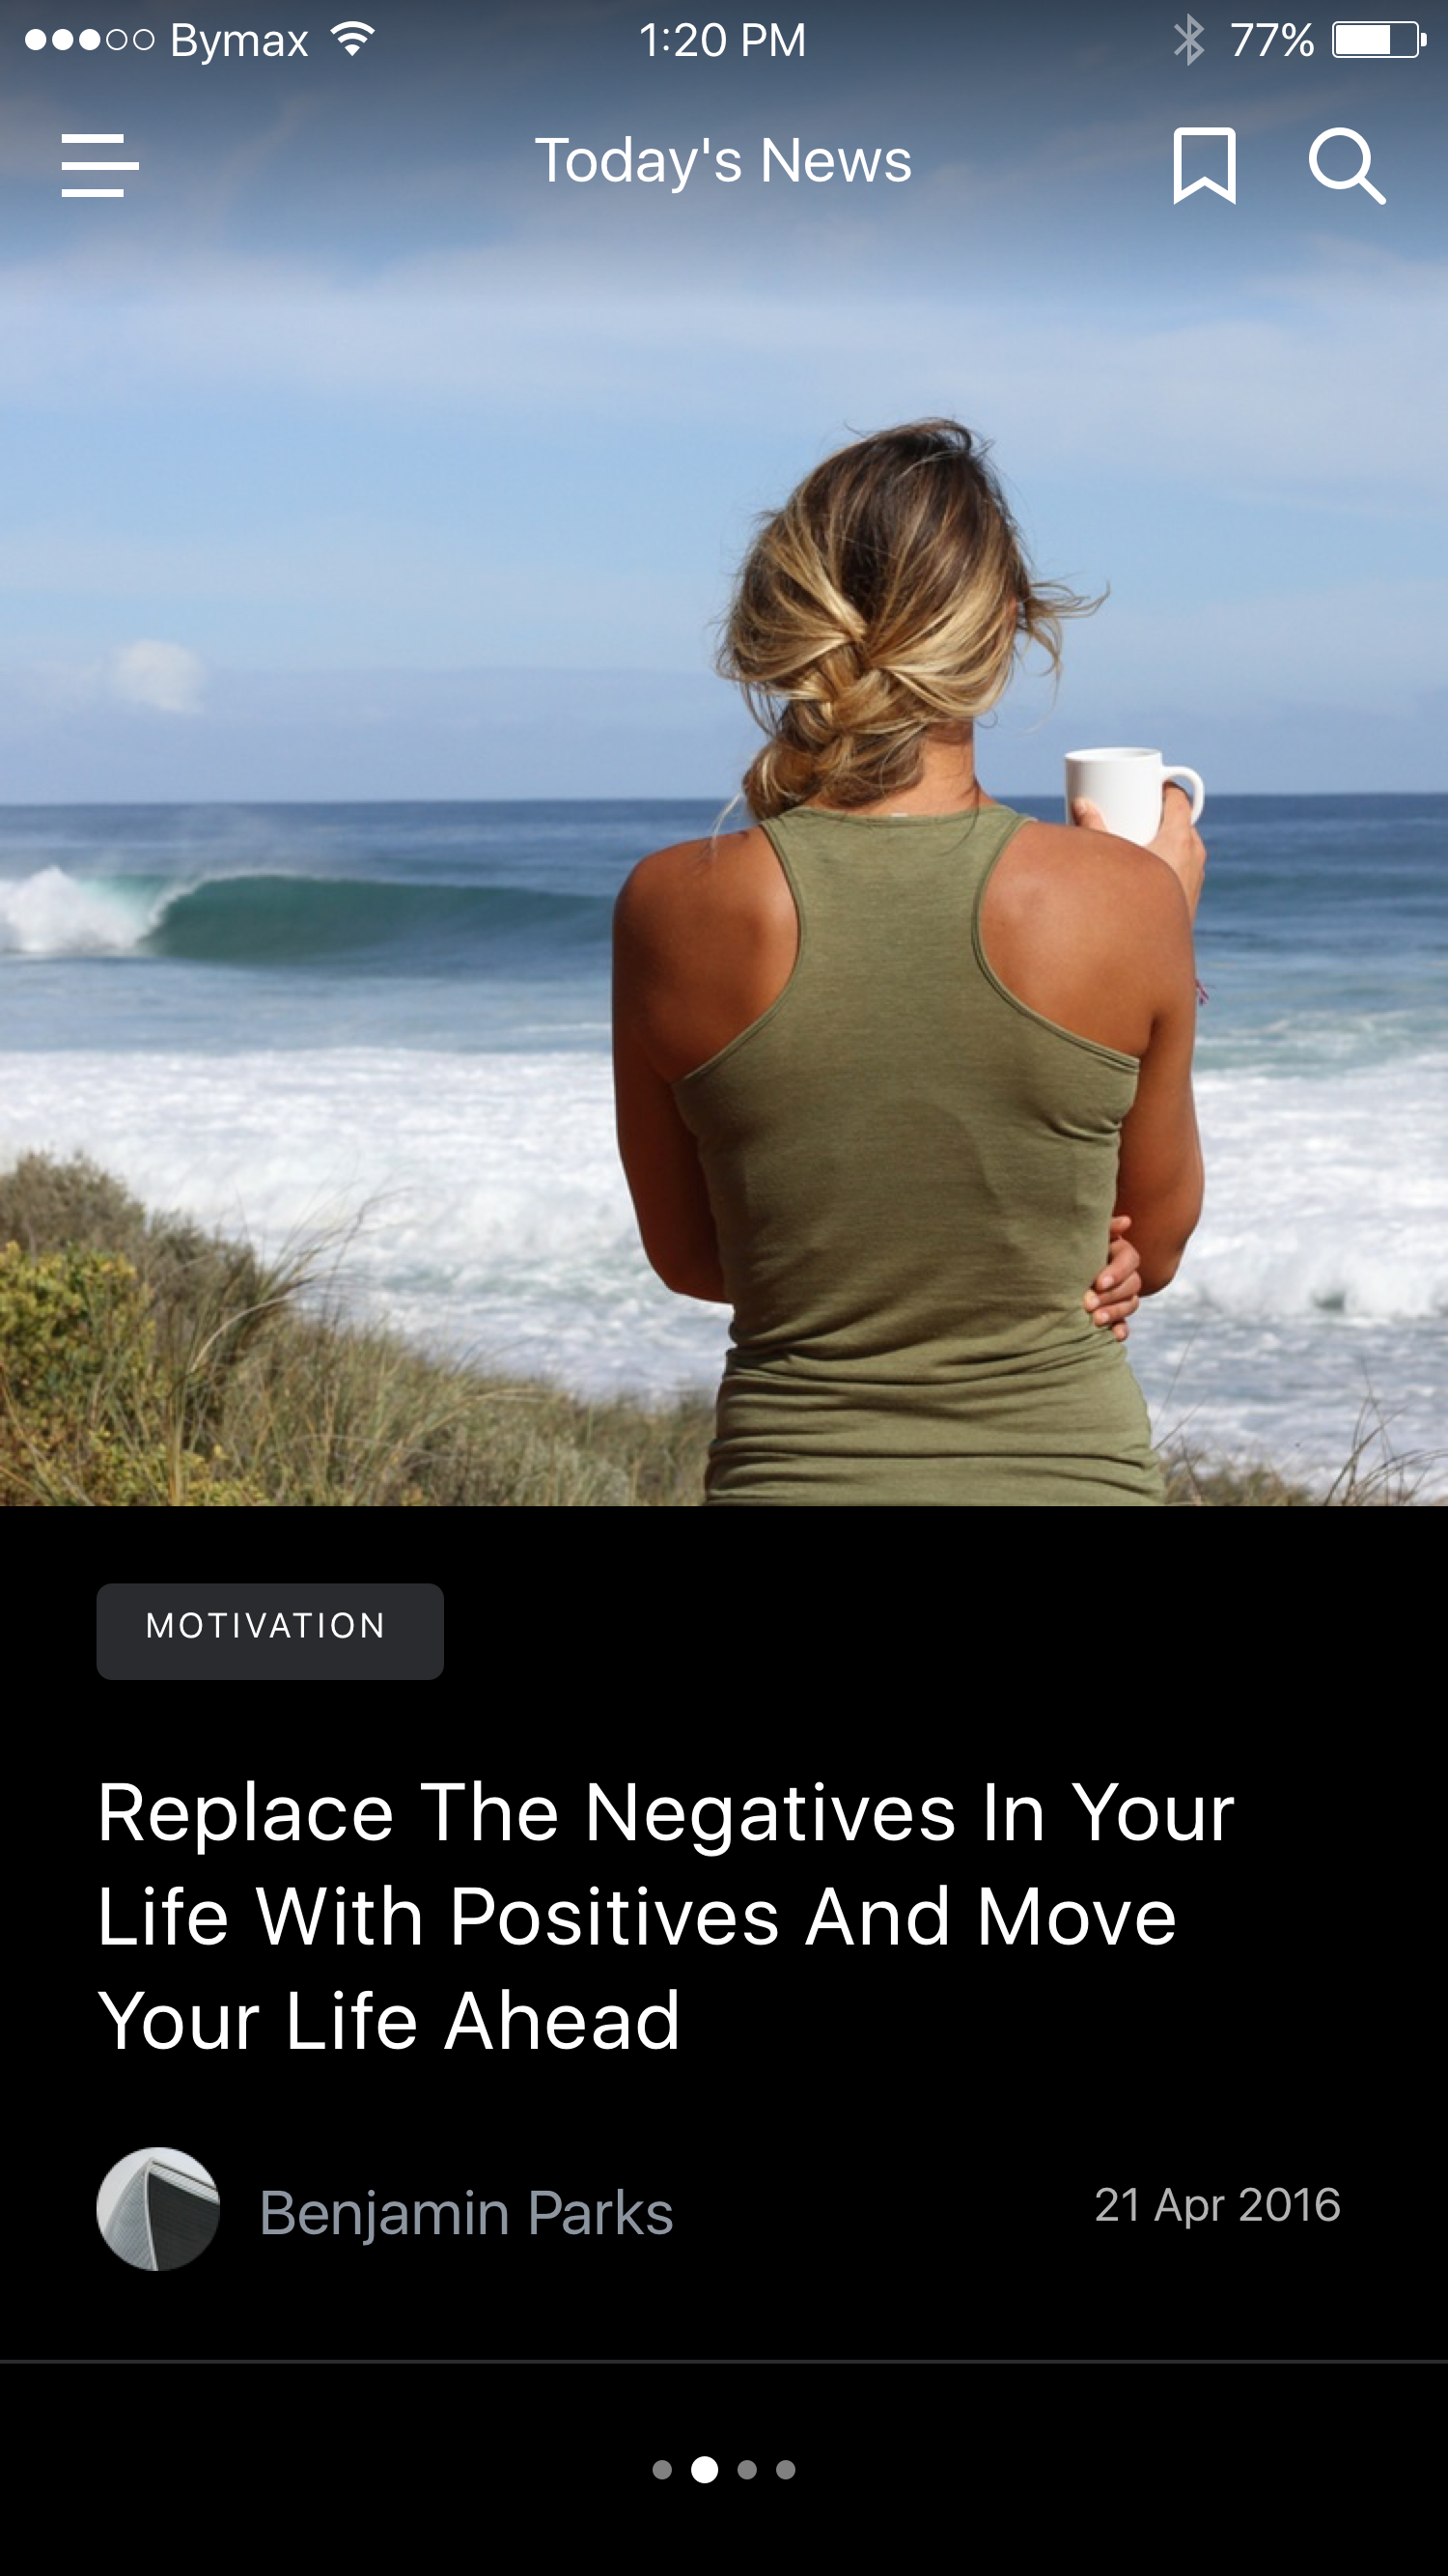 Bymax 1:20 PM 77%
Today's News
MOTIVATION
Replace The Negatives In Your
Life With Positives And Move
Your Life Ahead
Benjamin Parks 21 Apr 2016